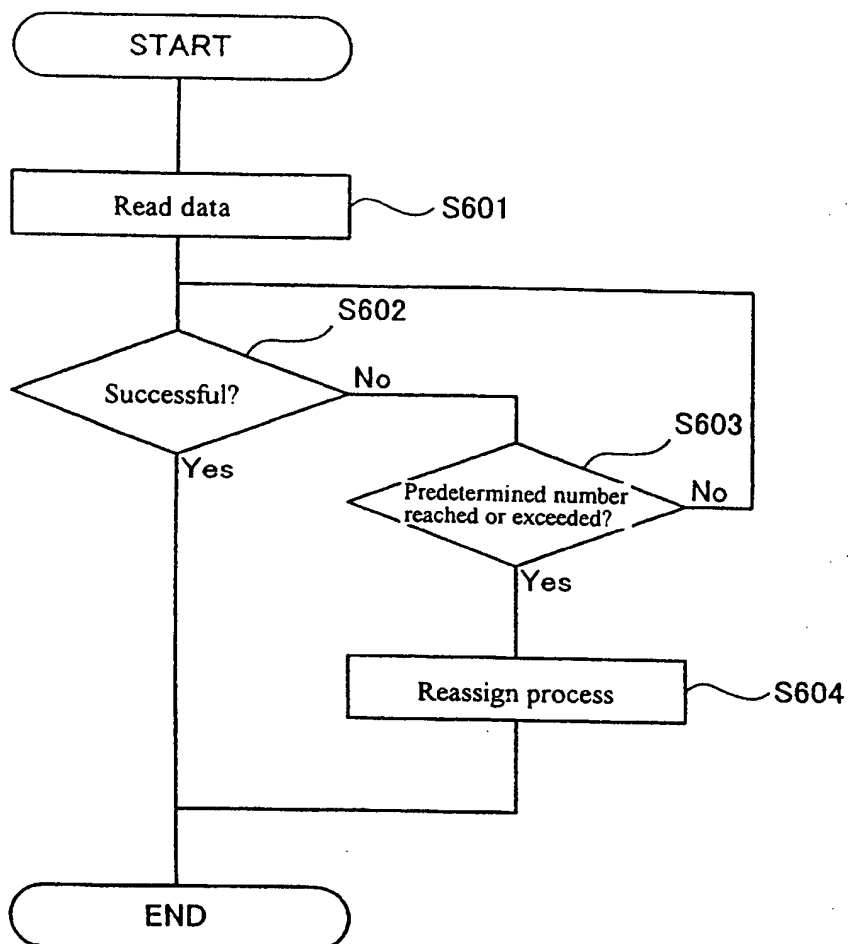 START
Read data
S601
S602
Successful?
No
Yes
S603
Predetermined number
reached or exceeded?
No
Yes
Reassign process
S604
END